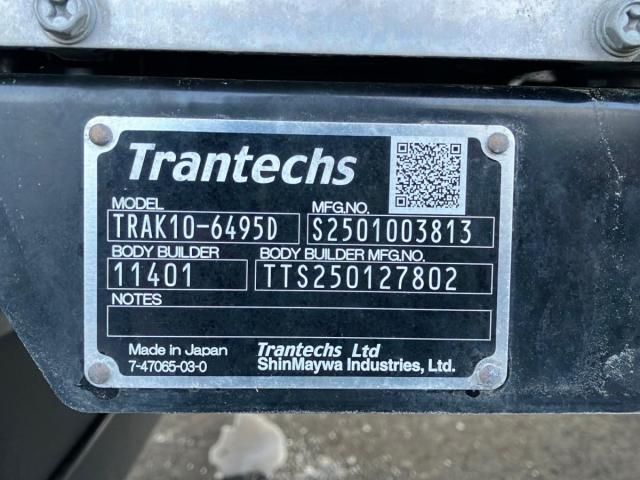 Trantechs
MODEL MFG.NO.
TRAK10-6495D S2501003813
BODY BUILDER BODY BUILDER MFG.NO.
11401 TTS250127802
NOTES
Made in Japan Trantechs Ltd
7-47065-03-0 ShinMaywa Industries, Ltd.